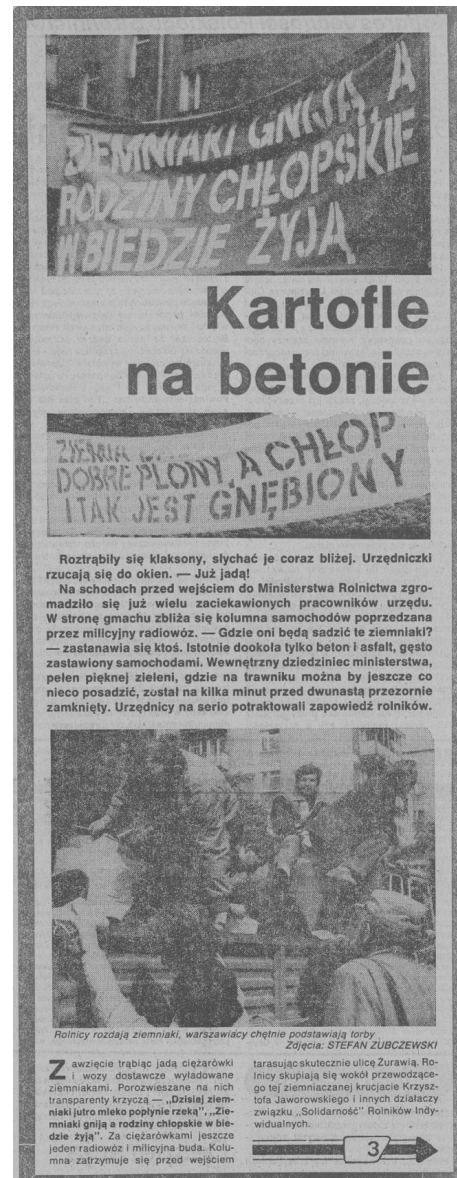 ZIEMNIAKI GNIJĄ, A
RODZINY CHŁOPSKIE
W BIEDZIE ŻYJĄ
Kartofle
na betonie
ZIEMIA
DOBRE PLONY, A CHŁOP
I TAK JEST GNĘBIONY
Roztrąbiły się klaksony, słychać je coraz bliżej. Urzędniczki
rzucają się do okien. — Już jadą!
Na schodach przed wejściem do Ministerstwa Rolnictwa zgro-
madziło się już wielu zaciekawionych pracowników urzędu.
W stronę gmachu zbliża się kolumna samochodów poprzedzana
przez milicyjny radiowóz. — Gdzie oni będą sadzić te ziemniaki?
— zastanawia się ktoś. Istotnie dookoła tylko beton i asfalt, gęsto
zastawiony samochodami. Wewnętrzny dziedziniec ministerstwa,
pełen pięknej zieleni, gdzie na trawniku można by jeszcze co
nieco posadzić, został na kilka minut przed dwunastą przezornie
zamknięty. Urzędnicy na serio potraktowali zapowiedź rolników.
Rolnicy rozdają ziemniaki, warszawiacy chętnie podstawiają torby
Zdjęcia: STEFAN ZUBCZEWSKI
Zawzięcie trąbiąc jadą ciężarówki
i wozy dostawcze wyładowane
ziemniakami. Porozwieszane na nich
transparenty krzyczą — „Dzisiaj ziem-
niaki jutro mleko popłynie rzeką", „Zie-
mniaki gniją a rodziny chłopskie w bie-
dzie żyją". Za ciężarówkami jeszcze
jeden radiowóz i milicyjna buda. Kolu-
mna zatrzymuje się przed wejściem
tarasując skutecznie ulicę Żurawią. Ro-
lnicy skupiają się wokół przewodzące-
go tej ziemniaczanej krucjacie Krzysz-
tofa Jaworowskiego i innych działaczy
związku „Solidarność" Rolników Indy-
widualnych.
3